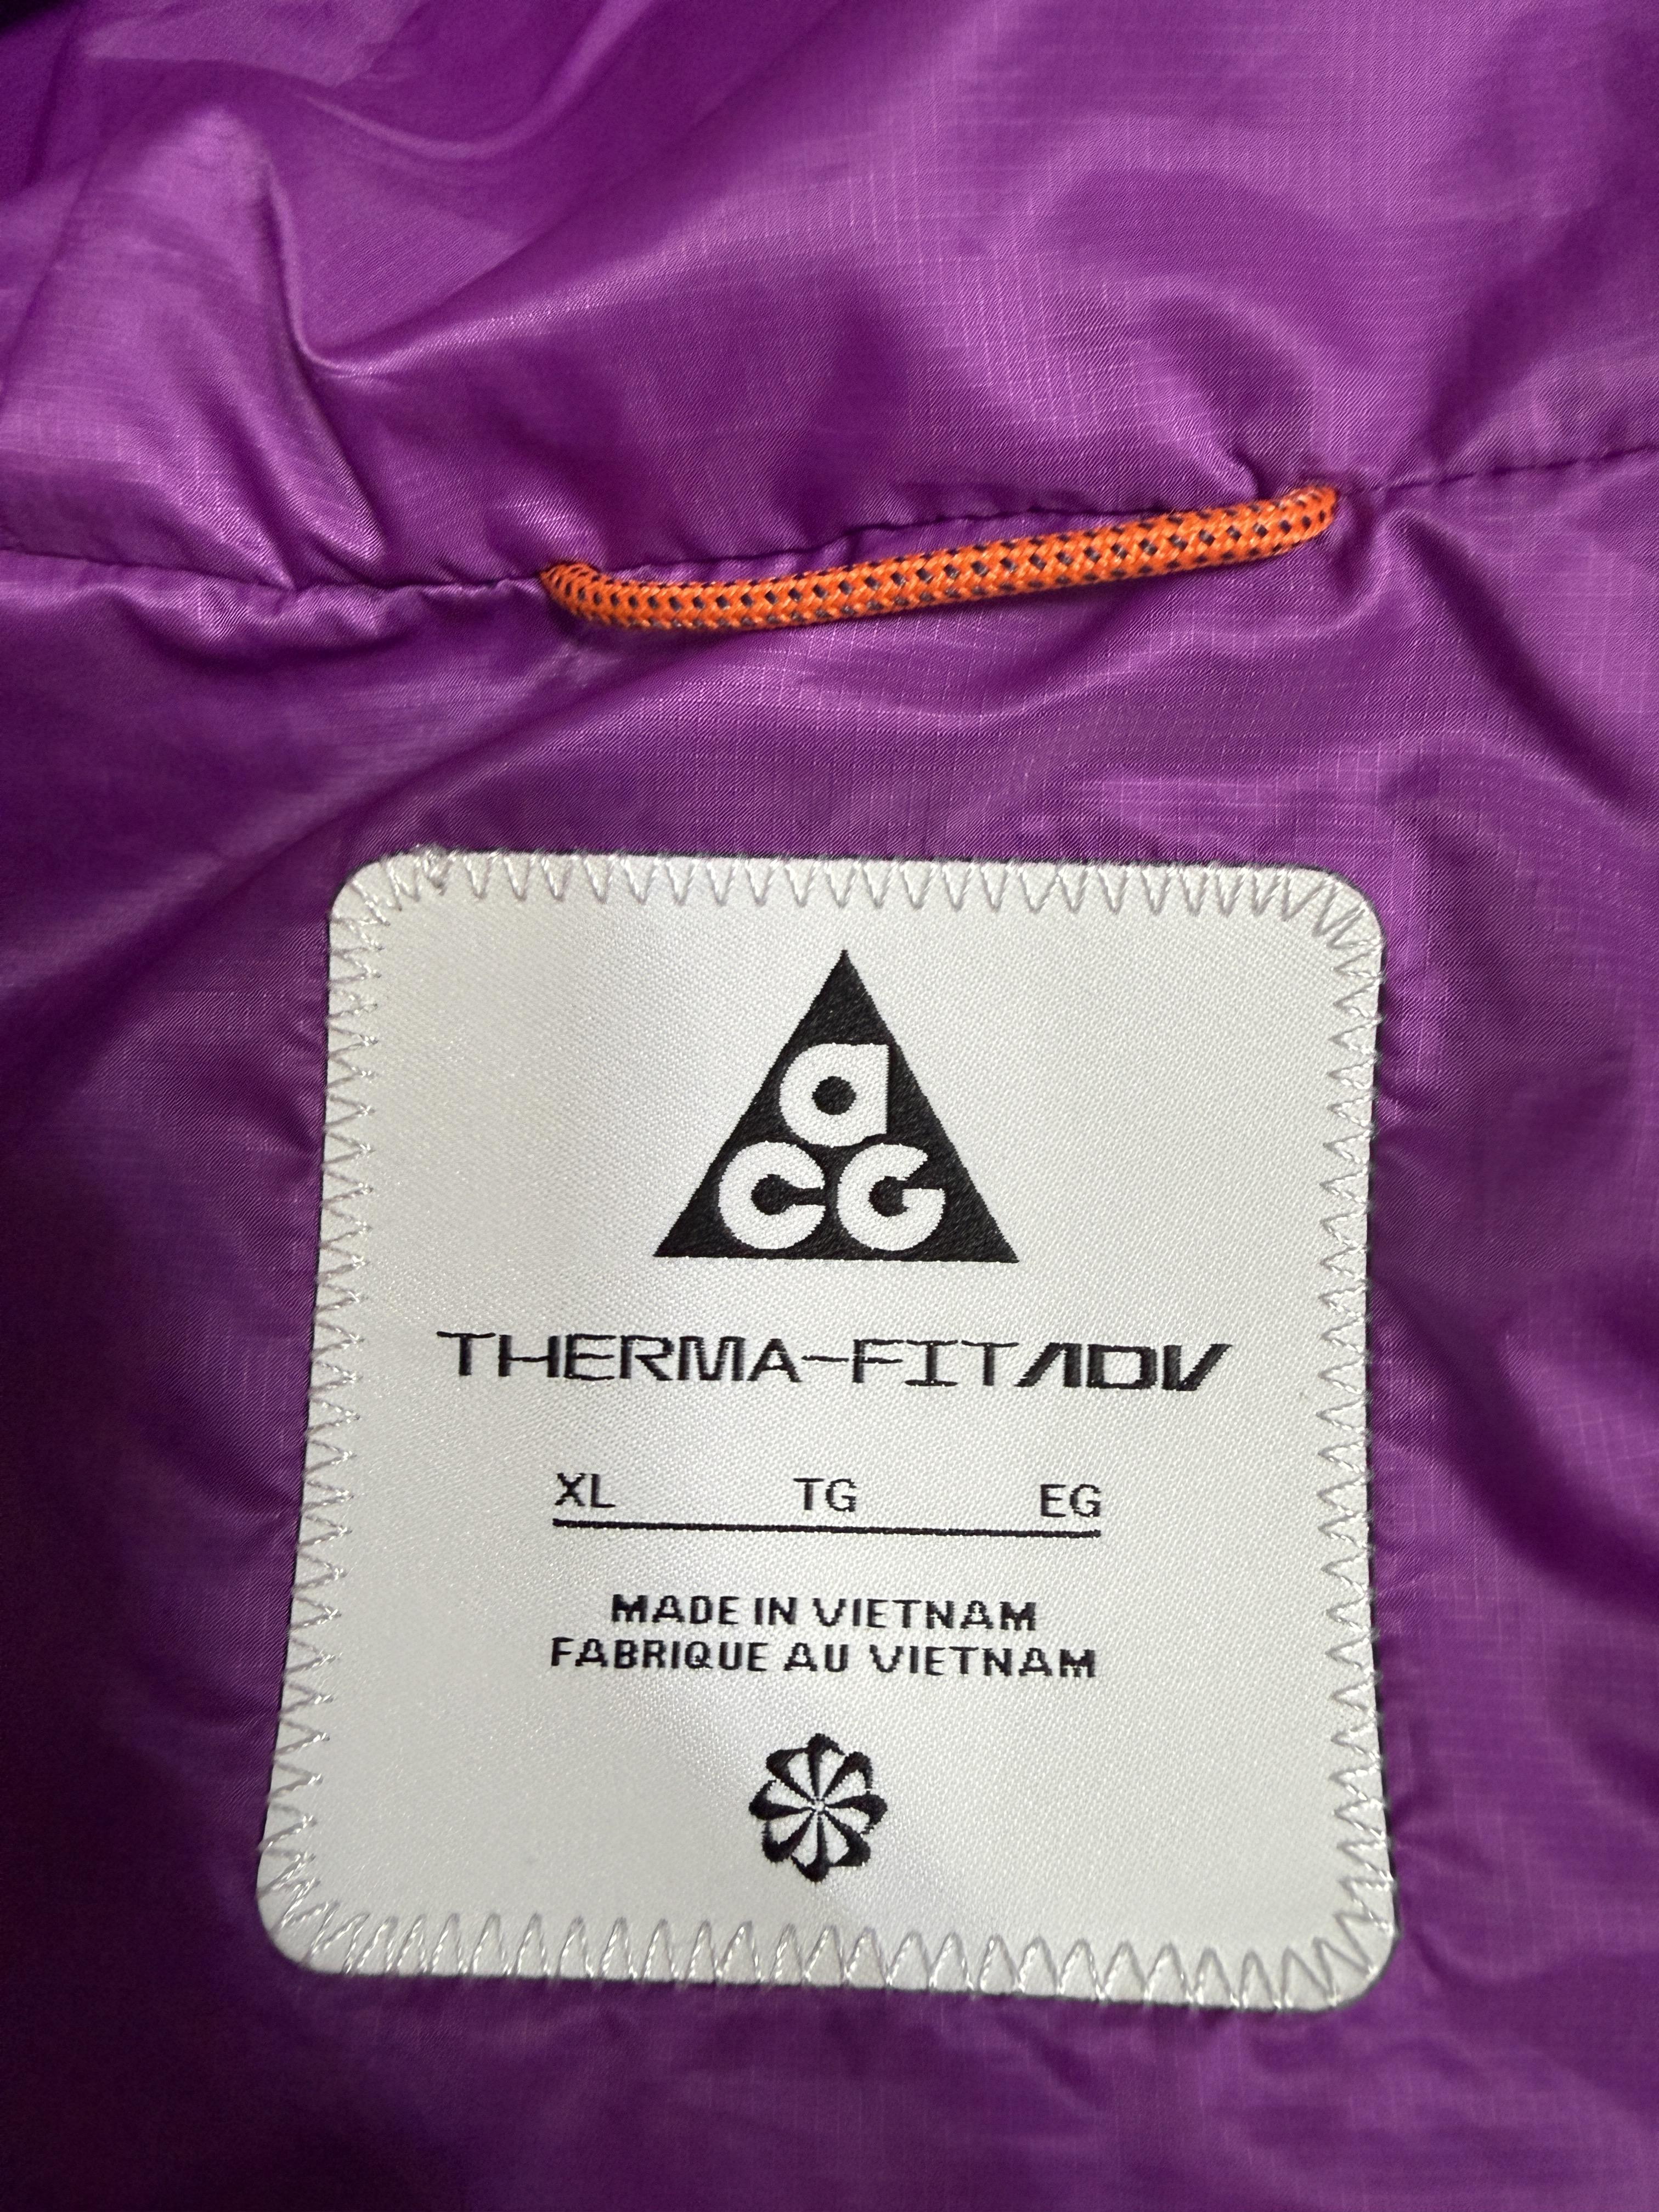 aCG
THERMA-FIT ADV
XL TG EG
MADE IN VIETNAM
FABRIQUE AU VIETNAM